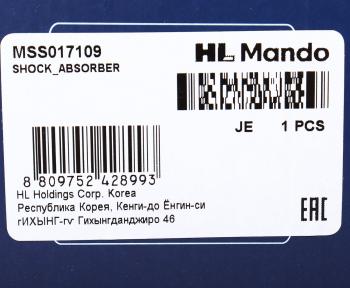 MSS017109
HL Mando
SHOCK_ABSORBER
JE 1 PCS
8 809752 428993
HL Holdings Corp. Korea
Республика Корея, Кенги-до Ёнгин-си
гИХЫНГ-гу Гихынгданджиро 46
EAC